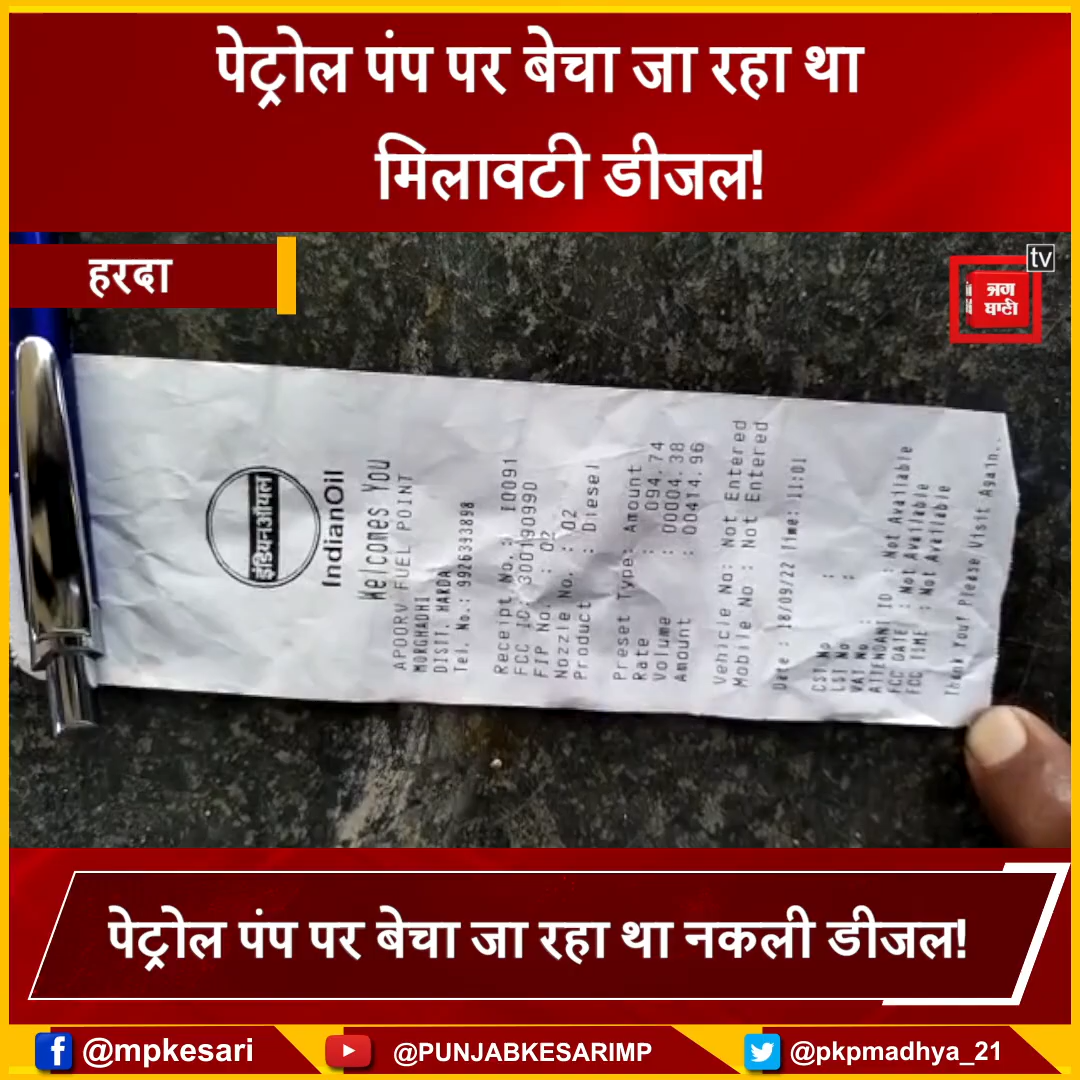 पेट्रोल पंप पर बेचा जा रहा था
मिलावटी डीजल!
हरदा
tv
ਜਗ
ਬਾਣੀ
इंडियनऑयल
IndianOil
Welcomes You
APOORV FUEL POINT
MORGHADHI
DISTT. HARDA
Tel. No.: 9926393898
Receipt No.: I0091
FCC ID: 300190990
FIP No.: 02
Nozzle No. : 02
Product : Diesel
Preset Type: Amount
Rate : 094.74
Volume : 00004.38
Amount : 00414.96
Vehicle No: Not Entered
Mobile No : Not Entered
Date : 18/09/22 Time:11:01
CST No :
LST No :
VAT No :
ATTENDANT ID : Not Available
FCC DATE : Not Available
FCC TIME : Not Available
Thank You! Please Visit Again..
पेट्रोल पंप पर बेचा जा रहा था नकली डीजल!
@mpkesari
@PUNJABKESARIMP
@pkpmadhya_21